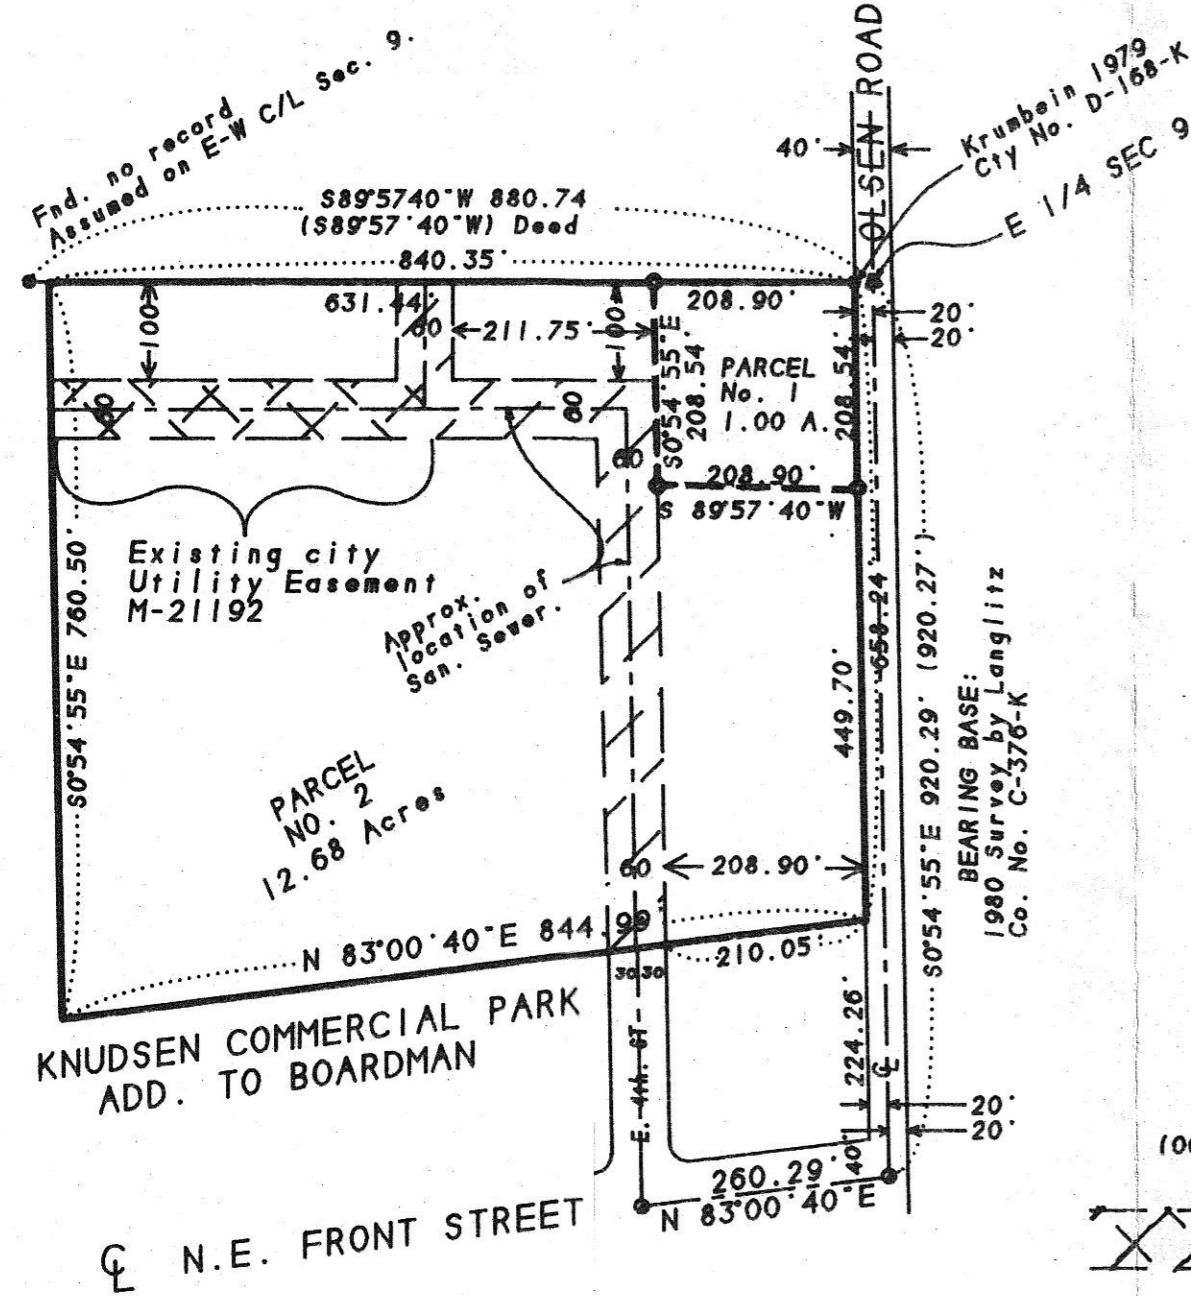 Fnd. no record
Assumed on E-W C/L Sec. 9.
OLSEN ROAD
Krumbein 1979
Cty No. D-168-K
E 1/4 SEC 9
40'
S89°57'40"W 880.74
(S89°57'40"W) Deed
840.35'
631.44'
208.90'
20'
20'
100'
60
211.75'
100'
S0°54'55"E
208.54'
PARCEL
No. 1
1.00 A.
208.54'
60
60
60
208.90'
S 89°57'40"W
Existing city
Utility Easement
M-21192
Approx.
location of
San. Sewer.
S0°54'55"E 760.50'
658.24'
449.70'
S0°54'55"E 920.29' (920.27')
BEARING BASE:
1980 Survey by Langlitz
Co. No. C-376-K
PARCEL
NO. 2
12.68 Acres
60
208.90'
N 83°00'40"E 844.99'
210.05'
30 30
KNUDSEN COMMERCIAL PARK
ADD. TO BOARDMAN
E. 4th. ST
224.26'
CL
20'
20'
40'
260.29'
N 83°00'40"E
CL N.E. FRONT STREET